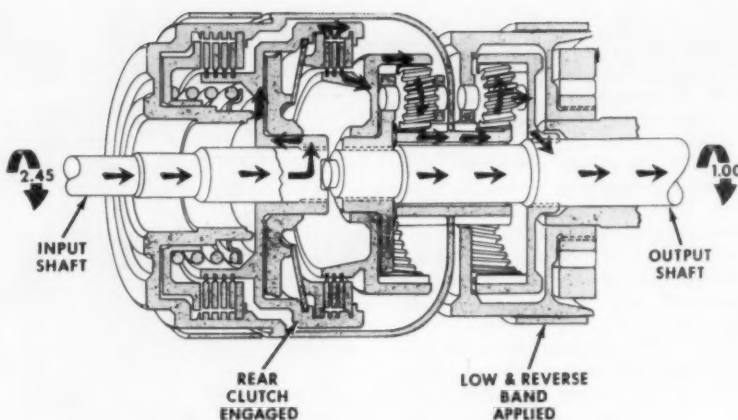 2.45
1.00
INPUT
SHAFT
OUTPUT
SHAFT
REAR
CLUTCH
ENGAGED
LOW & REVERSE
BAND
APPLIED